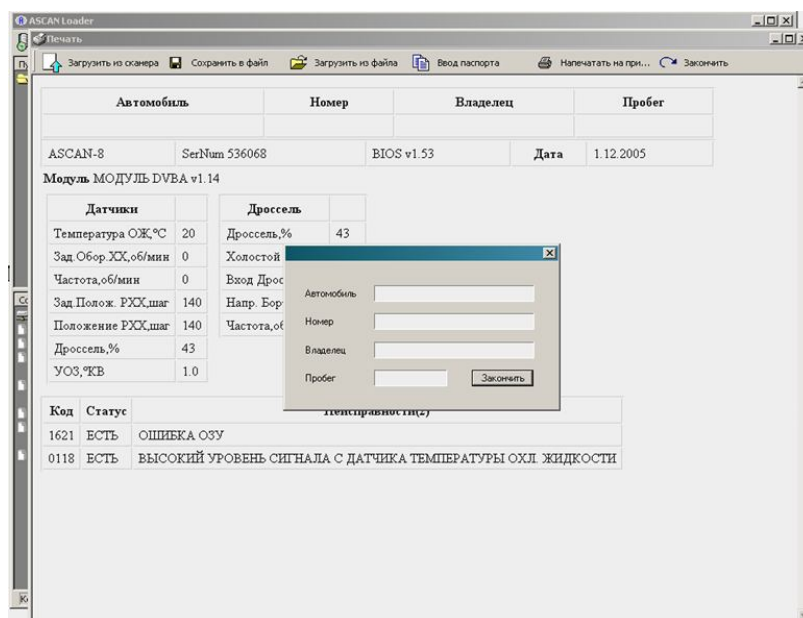 ASCAN Loader
Печать
Загрузить из сканера Сохранить в файл Загрузить из файла Ввод паспорта Напечатать на при... Закончить
Автомобиль Номер Владелец Пробег
ASCAN-8 SerNum 536068 BIOS v1.53 Дата 1.12.2005
Модуль МОДУЛЬ DVBA v1.14
Датчики Дроссель
Температура ОЖ,°C 20 Дроссель,% 43
Зад.Обор.ХХ,об/мин 0 Холостой
Частота,об/мин 0 Вход Дрос
Зад.Полож. РХХ,шаг 140 Напр. Бор
Положение РХХ,шаг 140 Частота,об
Дроссель,% 43
УОЗ,°КВ 1.0
Автомобиль
Номер
Владелец
Пробег Закончить
Код Статус Неисправности(2)
1621 ЕСТЬ ОШИБКА ОЗУ
0118 ЕСТЬ ВЫСОКИЙ УРОВЕНЬ СИГНАЛА С ДАТЧИКА ТЕМПЕРАТУРЫ ОХЛ. ЖИДКОСТИ